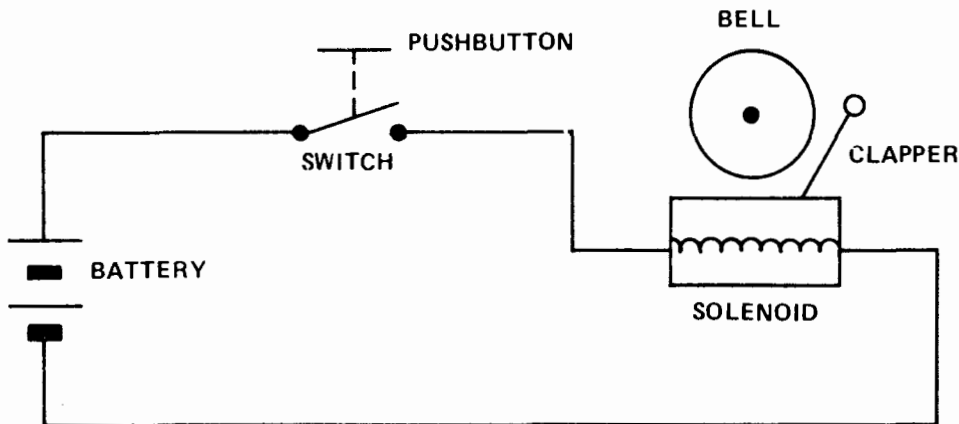 BELL
PUSHBUTTON
SWITCH
CLAPPER
BATTERY
SOLENOID